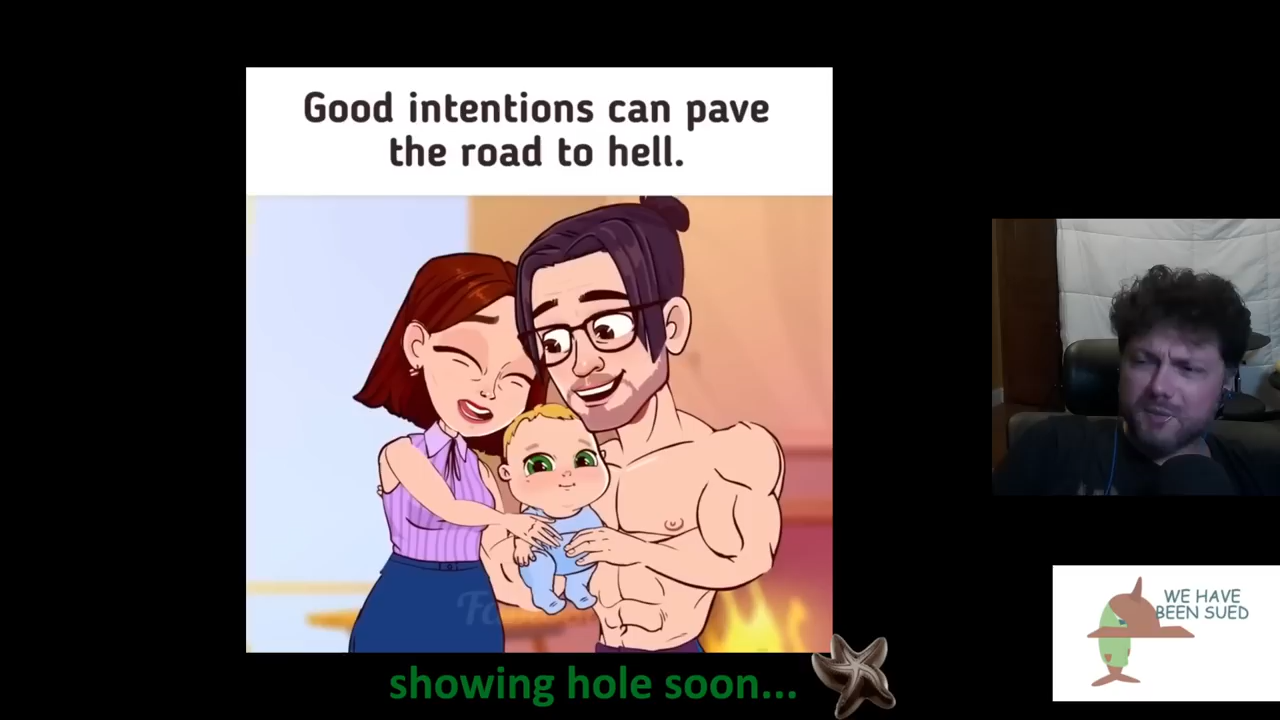 Good intentions can pave
the road to hell.
WE HAVE
BEEN SUED
showing hole soon...